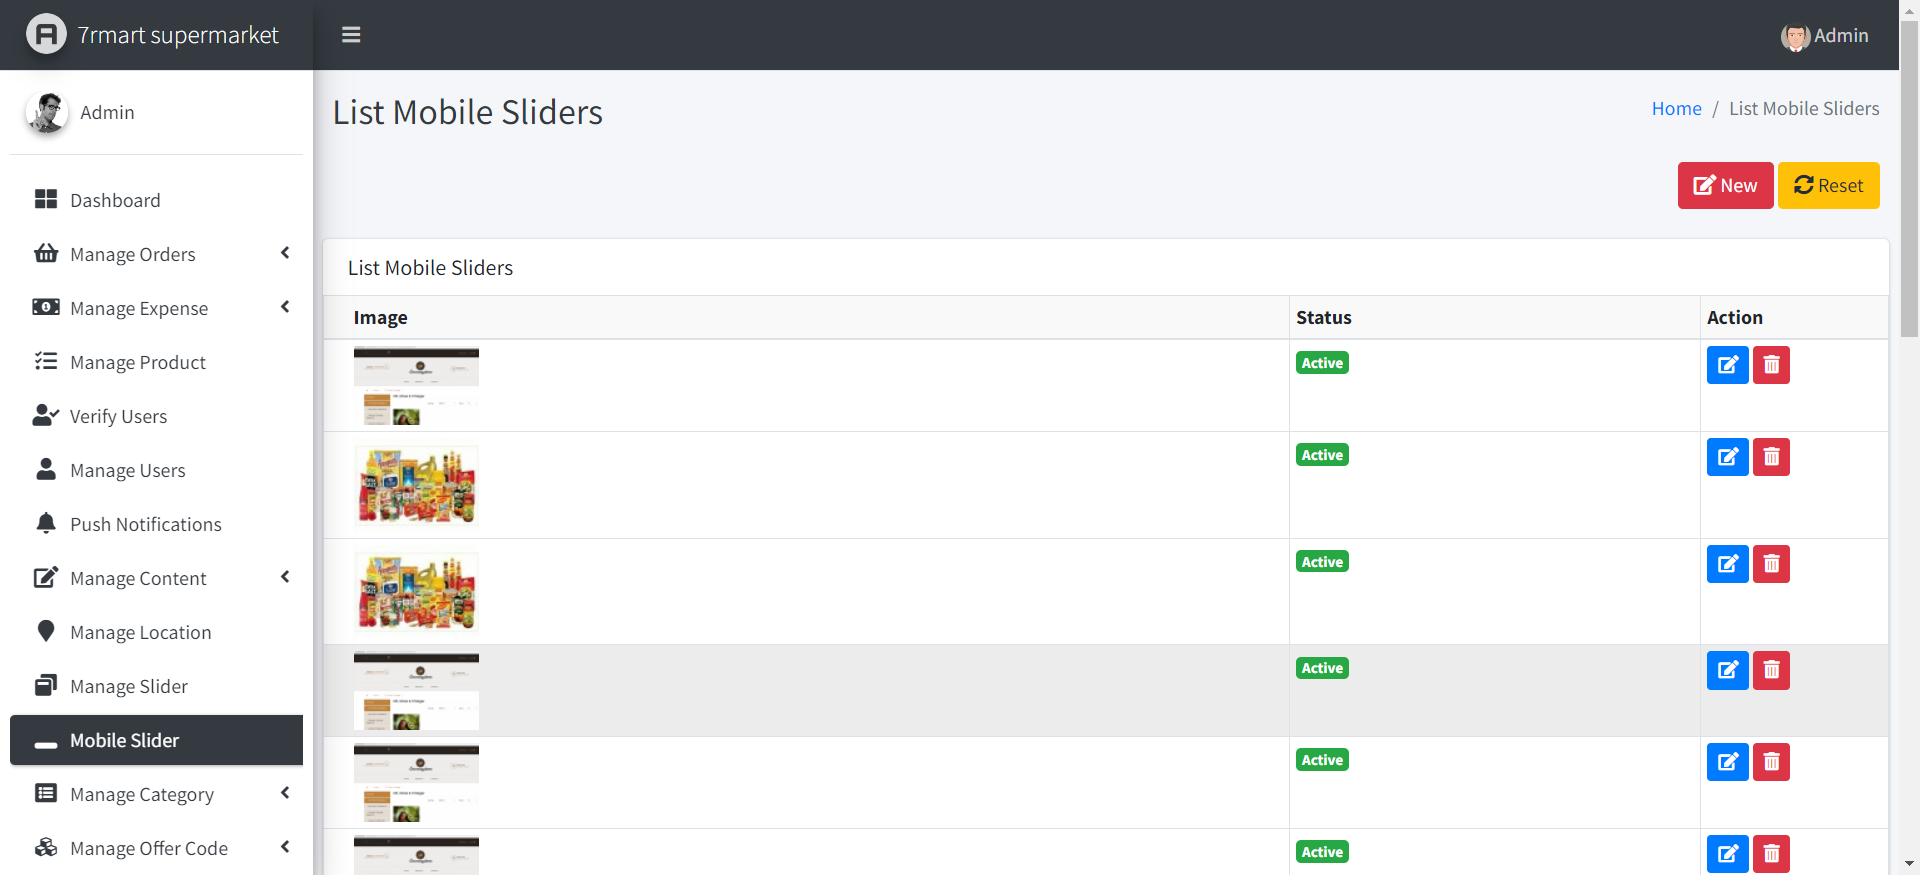 7rmart supermarket
Admin
Admin
Dashboard
Manage Orders
Manage Expense
Manage Product
Verify Users
Manage Users
Push Notifications
Manage Content
Manage Location
Manage Slider
Mobile Slider
Manage Category
Manage Offer Code
List Mobile Sliders
Home / List Mobile Sliders
New
Reset
List Mobile Sliders
Image Status Action
Active
Active
Active
Active
Active
Active